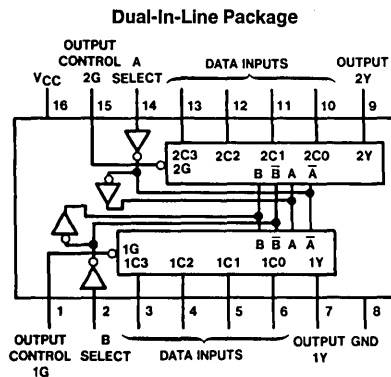 Dual-In-Line Package
OUTPUT CONTROL 2G
A SELECT
DATA INPUTS
OUTPUT 2Y
VCC
16 15 14 13 12 11 10 9
2C3 2C2 2C1 2C0 2Y
2G
B B̅ A A̅
B B̅ A A̅
1G
1C3 1C2 1C1 1C0 1Y
1 2 3 4 5 6 7 8
OUTPUT CONTROL 1G
B SELECT
DATA INPUTS
OUTPUT 1Y
GND